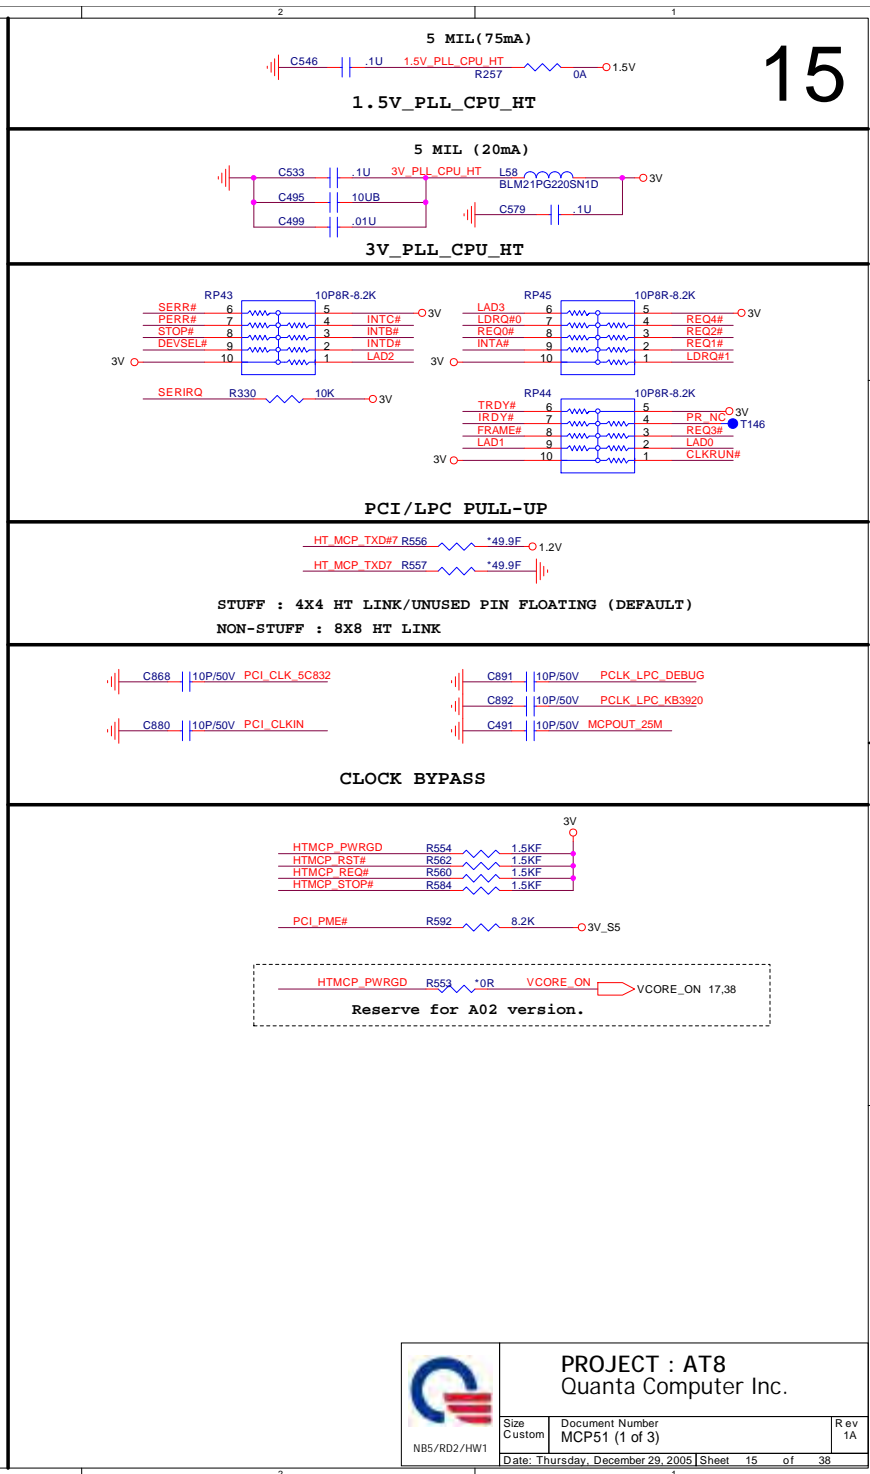 2 1
5 MIL(75mA)
15
C546 .1U 1.5V_PLL_CPU_HT 1.5V
R257 0A
1.5V_PLL_CPU_HT
5 MIL (20mA)
C533 .1U 3V_PLL_CPU_HT L58 3V
BLM21PG220SN1D
C495 10UB
C579 .1U
C499 .01U
3V_PLL_CPU_HT
RP43 10P8R-8.2K RP45 10P8R-8.2K
SERR# 6 5 3V LAD3 6 5 3V
PERR# 7 4 INTC# LDRQ#0 7 4 REQ4#
STOP# 8 3 INTB# REQ0# 8 3 REQ2#
DEVSEL# 9 2 INTD# INTA# 9 2 REQ1#
3V 10 1 LAD2 3V 10 1 LDRQ#1
SERIRQ R330 10K 3V RP44 10P8R-8.2K
TRDY# 6 5 3V
IRDY# 7 4 PR_NC T146
FRAME# 8 3 REQ3#
LAD1 9 2 LAD0
3V 10 1 CLKRUN#
PCI/LPC PULL-UP
HT_MCP_TXD#7 R556 *49.9F 1.2V
HT_MCP_TXD7 R557 *49.9F
STUFF : 4X4 HT LINK/UNUSED PIN FLOATING (DEFAULT)
NON-STUFF : 8X8 HT LINK
C868 10P/50V PCI_CLK_5C832 C891 10P/50V PCLK_LPC_DEBUG
C892 10P/50V PCLK_LPC_KB3920
C880 10P/50V PCI_CLKIN C491 10P/50V MCPOUT_25M
CLOCK BYPASS
3V
HTMCP_PWRGD R554 1.5KF
HTMCP_RST# R562 1.5KF
HTMCP_REQ# R560 1.5KF
HTMCP_STOP# R584 1.5KF
PCI_PME# R592 8.2K 3V_S5
HTMCP_PWRGD R553 *0R VCORE_ON VCORE_ON 17,38
Reserve for A02 version.
PROJECT : AT8
Quanta Computer Inc.
Size Document Number Rev
Custom MCP51 (1 of 3) 1A
NB5/RD2/HW1
Date: Thursday, December 29, 2005 Sheet 15 of 38
2 1